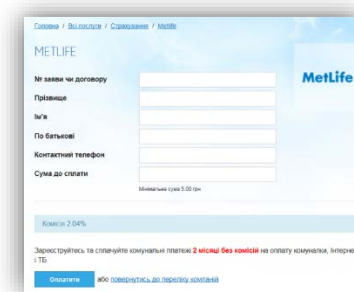 Головна / Всі послуги / Страхування / Metlife
METLIFE
MetLife
№ заяви чи договору
Прізвище
Ім'я
По батькові
Контактний телефон
Сума до сплати
Мінімальна сума 5.00 грн
Комісія 2.04%
Зареєструйтесь та сплачуйте комунальні платежі 2 місяці без комісій на оплату комуналки, Інтерне
і ТБ
Оплатити або повернутись до переліку компаній